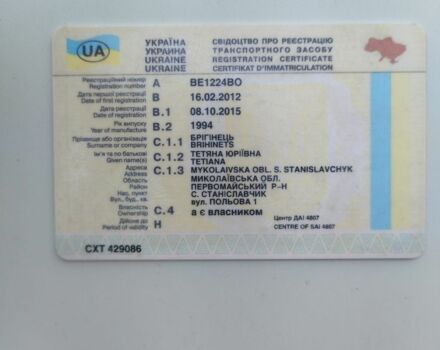 UA
УКРАЇНА
УКРАИНА
UKRAINE
UKRAINE
СВІДОЦТВО ПРО РЕЄСТРАЦІЮ
ТРАНСПОРТНОГО ЗАСОБУ
REGISTRATION CERTIFICATE
CERTIFIKAT D'IMMATRICULATION
Реєстраційний номер
Registration number
A BE1224BO
Дата першої реєстрації
Date of first registration
B 16.02.2012
Дата реєстрації
Date of registration
B.1 08.10.2015
Рік випуску
Year of manufacture
B.2 1994
Прізвище або організація
Surname or company
C.1.1 БРІГІНЕЦЬ
BRIHINETS
Ім'я та по батькові
Given name(s)
C.1.2 ТЕТЯНА ЮРІЇВНА
TETIANA
Адреса
Address
Область
Район
Нас. пункт
Вул., буд., кв.
C.1.3 MYKOLAIVSKA OBL. S. STANISLAVCHYK
МИКОЛАЇВСЬКА ОБЛ.
ПЕРВОМАЙСЬКИЙ Р-Н
С. СТАНІСЛАВЧИК
вул. ПОЛЬОВА 1
Власність
Ownership
C.4 а є власником
Дійсне до
Period of validity
H
Центр ДАІ 4807
CENTRE OF SAI 4807
СХТ 429086